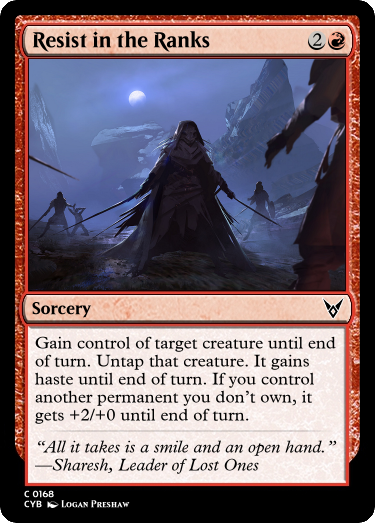 Resist in the Ranks 2
Sorcery
Gain control of target creature until end
of turn. Untap that creature. It gains
haste until end of turn. If you control
another permanent you don't own, it
gets +2/+0 until end of turn.
"All it takes is a smile and an open hand."
—Sharesh, Leader of Lost Ones
C 0168
CYB Logan Preshaw